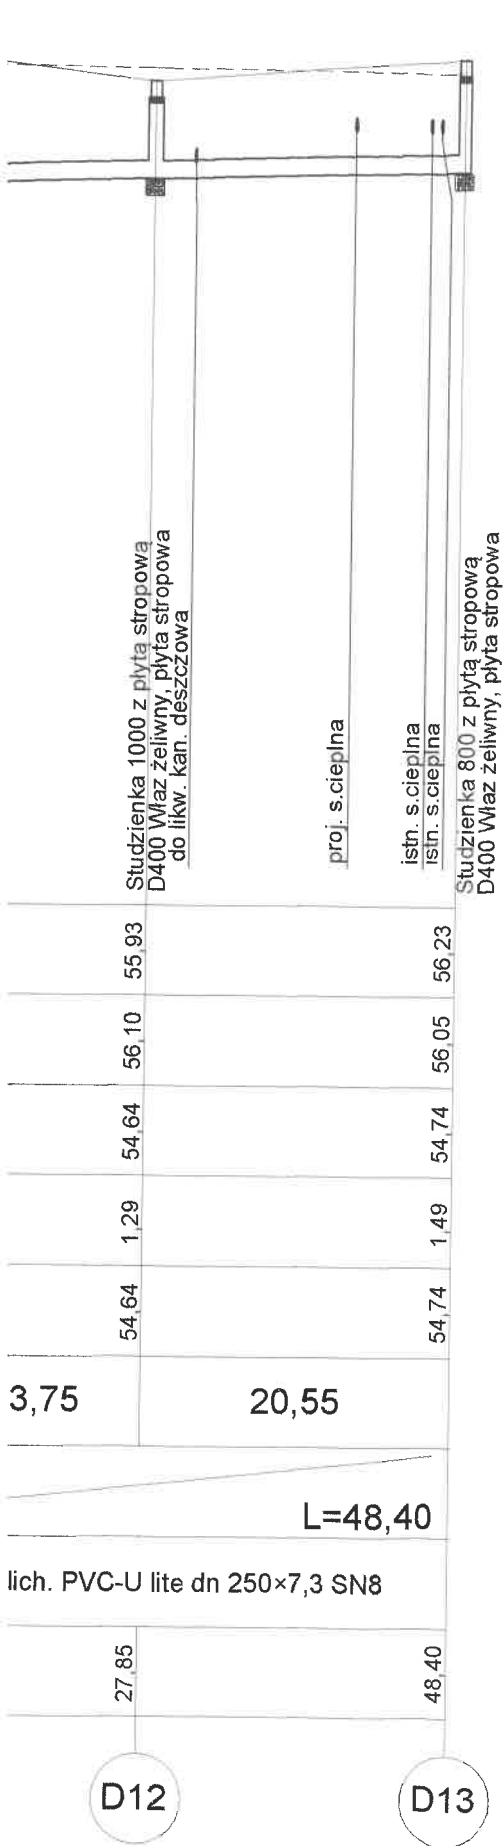 Studzienka 1000 z płytą stropową
D400 Właz żeliwny, płyta stropowa
do likw. kan. deszczowa
proj. s.cieplna
istn. s.cieplna
istn. s.cieplna
Studzienka 800 z płytą stropową
D400 Właz żeliwny, płyta stropowa
55,93 56,23
56,10 56,05
54,64 54,74
1,29 1,49
54,64 54,74
3,75 20,55
L=48,40
lich. PVC-U lite dn 250×7,3 SN8
27,85 48,40
D12 D13